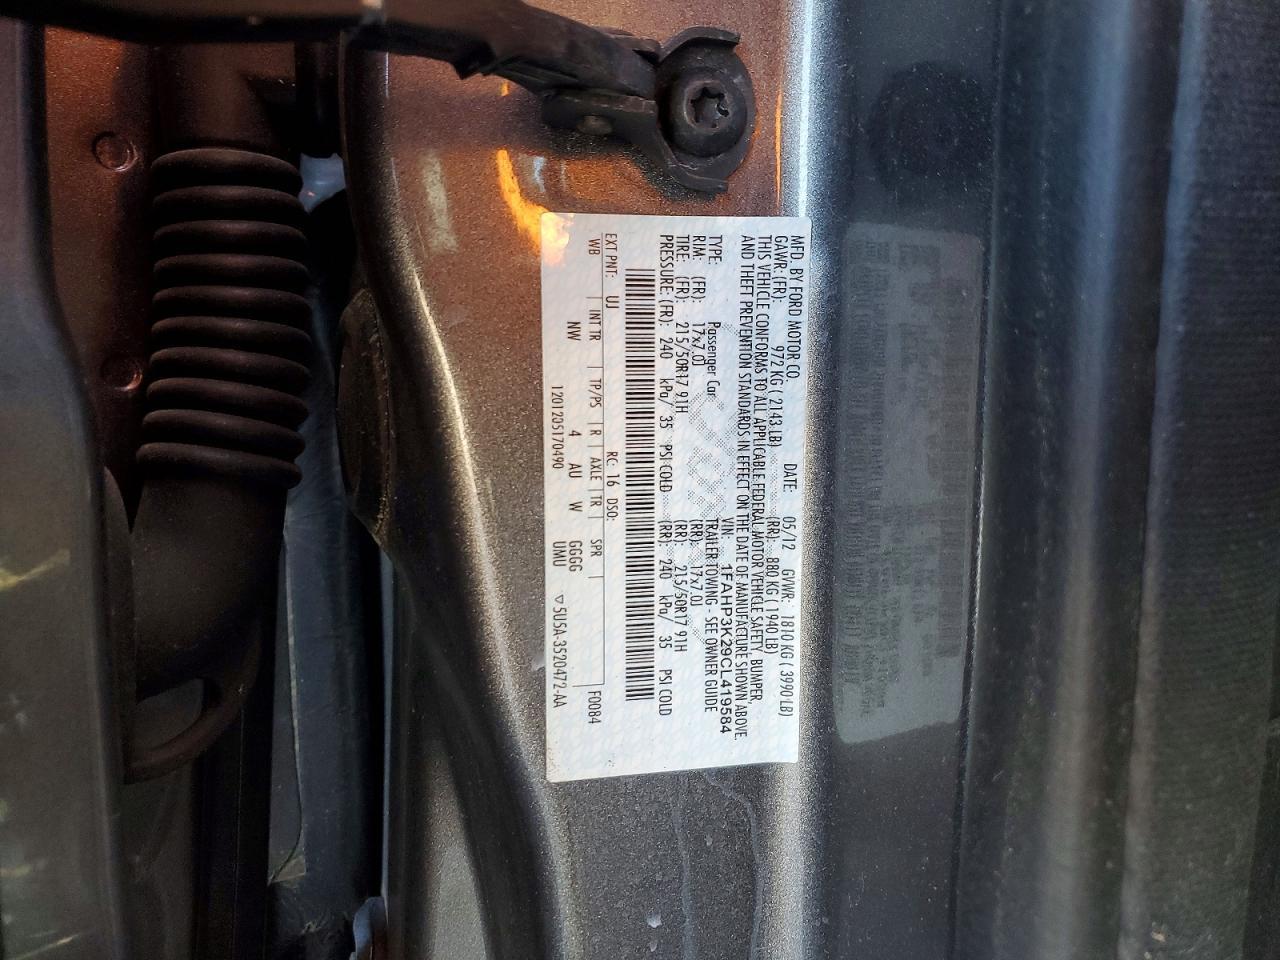 MFD. BY FORD MOTOR CO.
DATE: 05/12 GVWR: 1810 KG ( 3990 LB)
GAWR: (FR): 972 KG ( 2143 LB) (RR): 880 KG ( 1940 LB)
THIS VEHICLE CONFORMS TO ALL APPLICABLE FEDERAL MOTOR VEHICLE SAFETY, BUMPER,
AND THEFT PREVENTION STANDARDS IN EFFECT ON THE DATE OF MANUFACTURE SHOWN ABOVE.
VIN: 1FAHP3K29CL419584
TYPE: Passenger Car TRAILER TOWING - SEE OWNER GUIDE
RIM: (FR): 17x7.0J (RR): 17x7.0J
TIRE: (FR): 215/50R17 91H (RR): 215/50R17 91H
PRESSURE: (FR): 240 kPa/ 35 PSI COLD (RR): 240 kPa/ 35 PSI COLD
EXT PNT: UJ RC: 16 DSO:
WB INT TR TP/PS R AXLE TR SPR F0084
NW 4 AU W GGGG
UMU
1201205170490 ▽5U5A-3520472-AA